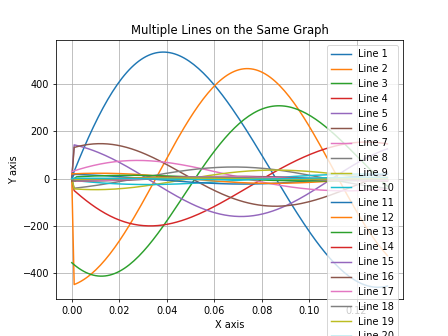 Multiple Lines on the Same Graph
Line 1
Line 2
Line 3
Line 4
Line 5
Line 6
Line 7
Line 8
Line 9
Line 10
Line 11
Line 12
Line 13
Line 14
Line 15
Line 16
Line 17
Line 18
Line 19
Line 20
400
200
0
−200
−400
Y axis
0.00
0.02
0.04
0.06
0.08
0.10
X axis